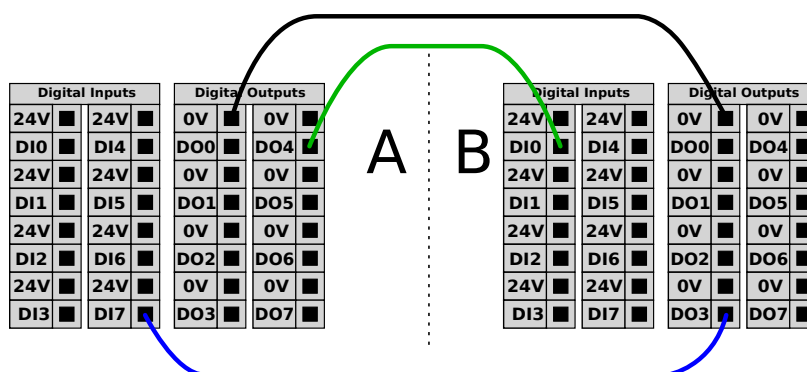 Digital Inputs Digital Outputs Digital Inputs Digital Outputs
24V 24V 0V 0V 24V 24V 0V 0V
DI0 DI4 DO0 DO4 A B DI0 DI4 DO0 DO4
24V 24V 0V 0V 24V 24V 0V 0V
DI1 DI5 DO1 DO5 DI1 DI5 DO1 DO5
24V 24V 0V 0V 24V 24V 0V 0V
DI2 DI6 DO2 DO6 DI2 DI6 DO2 DO6
24V 24V 0V 0V 24V 24V 0V 0V
DI3 DI7 DO3 DO7 DI3 DI7 DO3 DO7